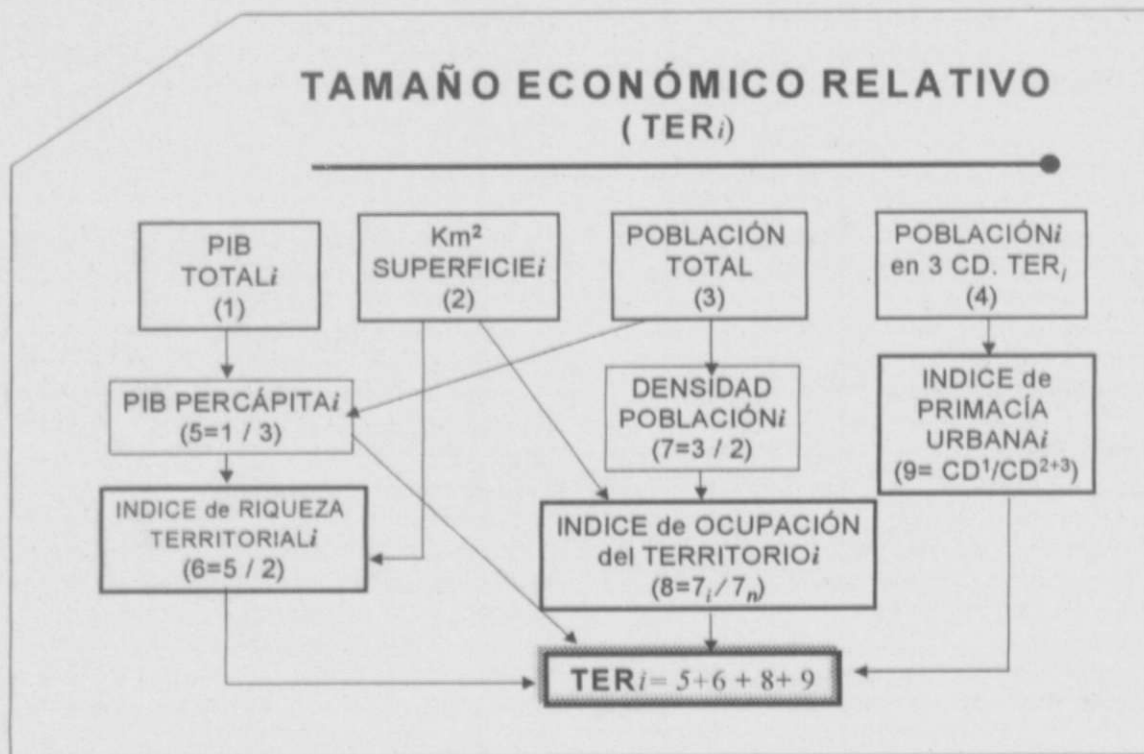 TAMAÑO ECONÓMICO RELATIVO
( TERi)
PIB
TOTALi
(1)
Km²
SUPERFICIEi
(2)
POBLACIÓN
TOTAL
(3)
POBLACIÓNi
en 3 CD. TERi
(4)
PIB PERCÁPITAi
(5=1 / 3)
DENSIDAD
POBLACIÓNi
(7=3 / 2)
INDICE de
PRIMACÍA
URBANAi
(9= CD¹/CD²⁺³)
INDICE de RIQUEZA
TERRITORIALi
(6=5 / 2)
INDICE de OCUPACIÓN
del TERRITORIOi
(8=7i / 7n)
TERi= 5+6 + 8+ 9